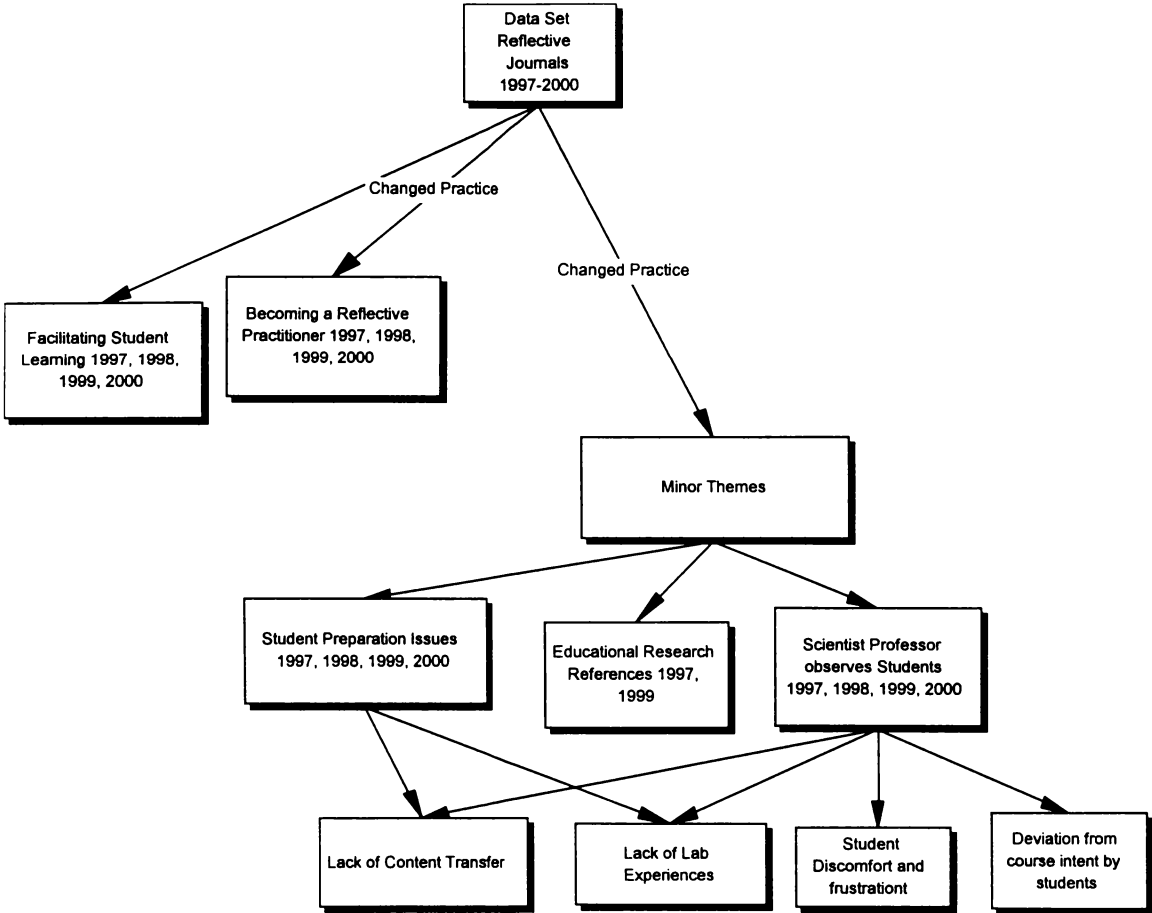 Data Set
Reflective
Journals
1997-2000
Changed Practice
Changed Practice
Facilitating Student
Learning 1997, 1998,
1999, 2000
Becoming a Reflective
Practitioner 1997, 1998,
1999, 2000
Minor Themes
Student Preparation Issues
1997, 1998, 1999, 2000
Educational Research
References 1997,
1999
Scientist Professor
observes Students
1997, 1998, 1999, 2000
Lack of Content Transfer
Lack of Lab
Experiences
Student
Discomfort and
frustrationt
Deviation from
course intent by
students